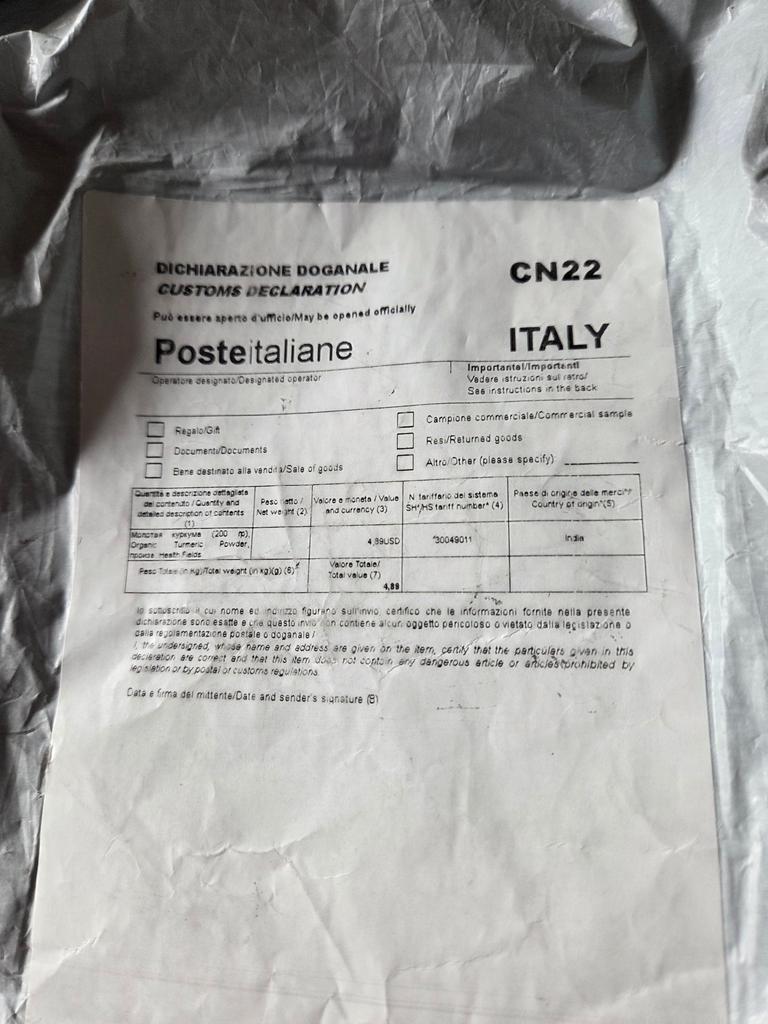 DICHIARAZIONE DOGANALE
CUSTOMS DECLARATION
CN22
Può essere aperto d'ufficio/May be opened officially
Posteitaliane
ITALY
Operatore designato/Designated operator
Importante!/Important!
Vedere istruzioni sul retro/
See instructions in the back
Regalo/Gift
Campione commerciale/Commercial sample
Documenti/Documents
Resi/Returned goods
Bene destinato alla vendita/Sale of goods
Altro/Other (please specify):
Quantità e descrizione dettagliata
del contenuto / Quantity and
detailed description of contents
(1)
Peso netto /
Net weight (2)
Valore e moneta / Value
and currency (3)
N tariffario del sistema
SH*/HS tariff number* (4)
Paese di origine delle merci*/
Country of origin*(5)
Молотая куркума (200 гр),
Organic Turmeric Powder,
произв Health Fields
4,89USD
*30049011
India
Peso Totale (in Kg)/Total weight (in kg)(g) (6)
Valore Totale/
Total value (7)
4,89
Io sottoscritto il cui nome ed indirizzo figurano sull'invio, certifico che le informazioni fornite nella presente
dichiarazione sono esatte e che questo invio non contiene alcun oggetto pericoloso o vietato dalla legislazione o
dalla regolamentazione postale o doganale /
I, the undersigned, whose name and address are given on the item, certify that the particulars given in this
declaration are correct and that this item does not contain any dangerous article or articles prohibited by
legislation or by postal or customs regulations.
Data e firma del mittente/Date and sender's signature (8)